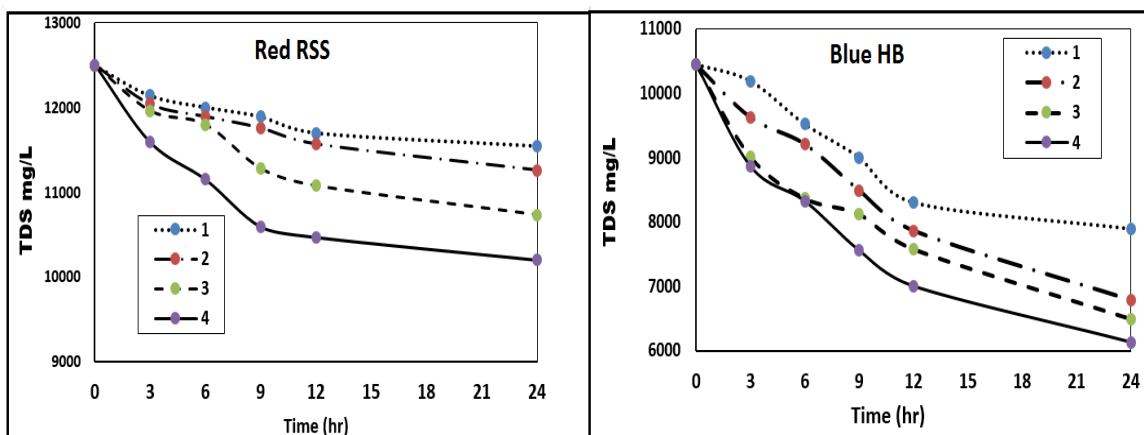 Red RSS
13000
12000
11000
10000
9000
TDS mg/L
1
2
3
4
0 3 6 9 12 15 18 21 24
Time (hr)
Blue HB
11000
10000
9000
8000
7000
6000
TDS mg/L
1
2
3
4
0 3 6 9 12 15 18 21 24
Time (hr)